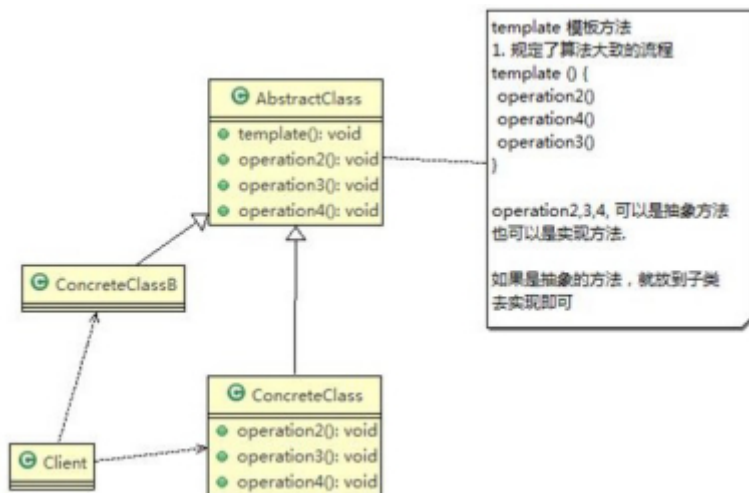 AbstractClass
template(): void
operation2(): void
operation3(): void
operation4(): void
template 模板方法
1. 规定了算法大致的流程
template () {
operation2()
operation4()
operation3()
}
operation2,3,4, 可以是抽象方法
也可以是实现方法.
如果是抽象的方法，就放到子类
去实现即可
ConcreteClassB
ConcreteClass
operation2(): void
operation3(): void
operation4(): void
Client